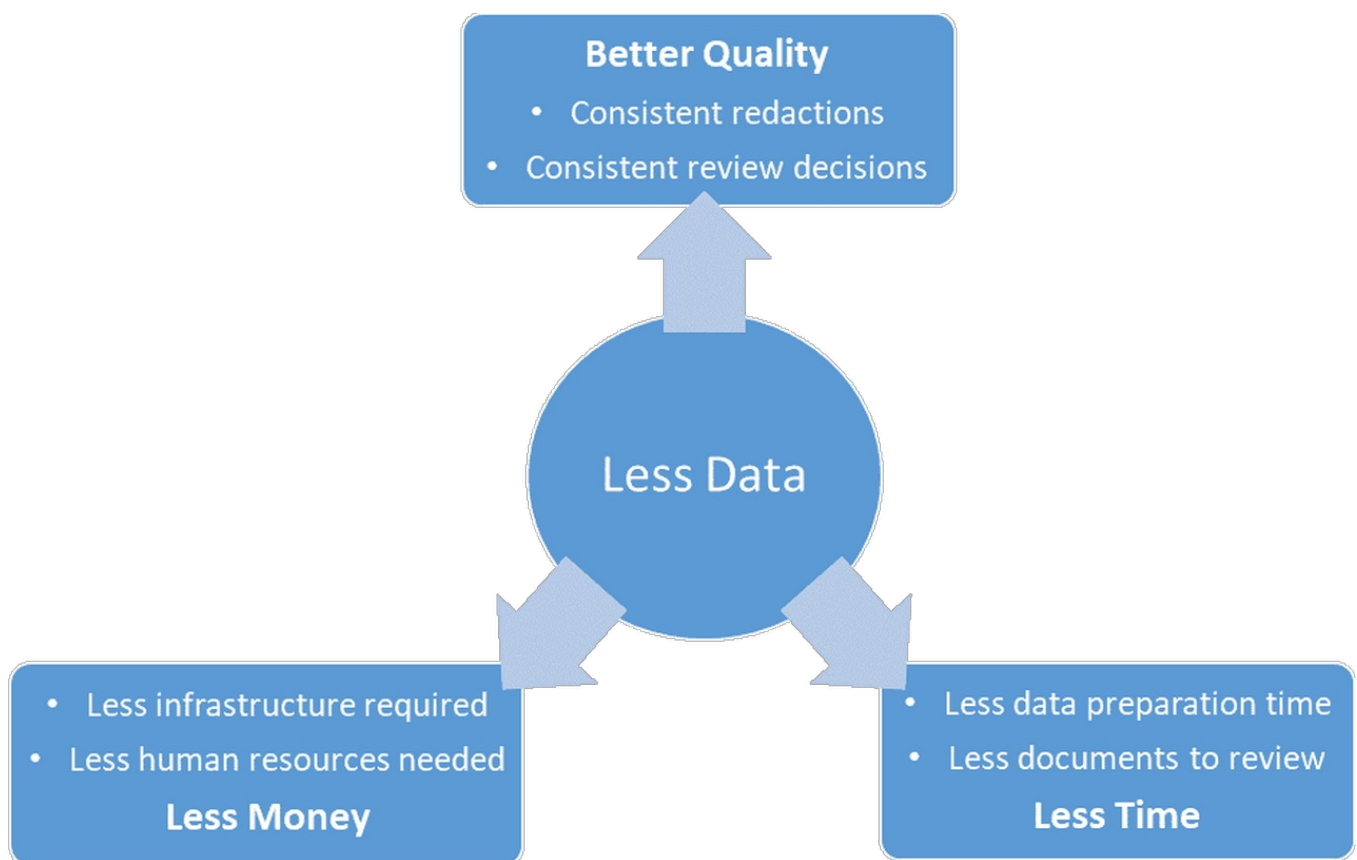 Better Quality
• Consistent redactions
• Consistent review decisions
Less Data
• Less infrastructure required
• Less human resources needed
Less Money
• Less data preparation time
• Less documents to review
Less Time